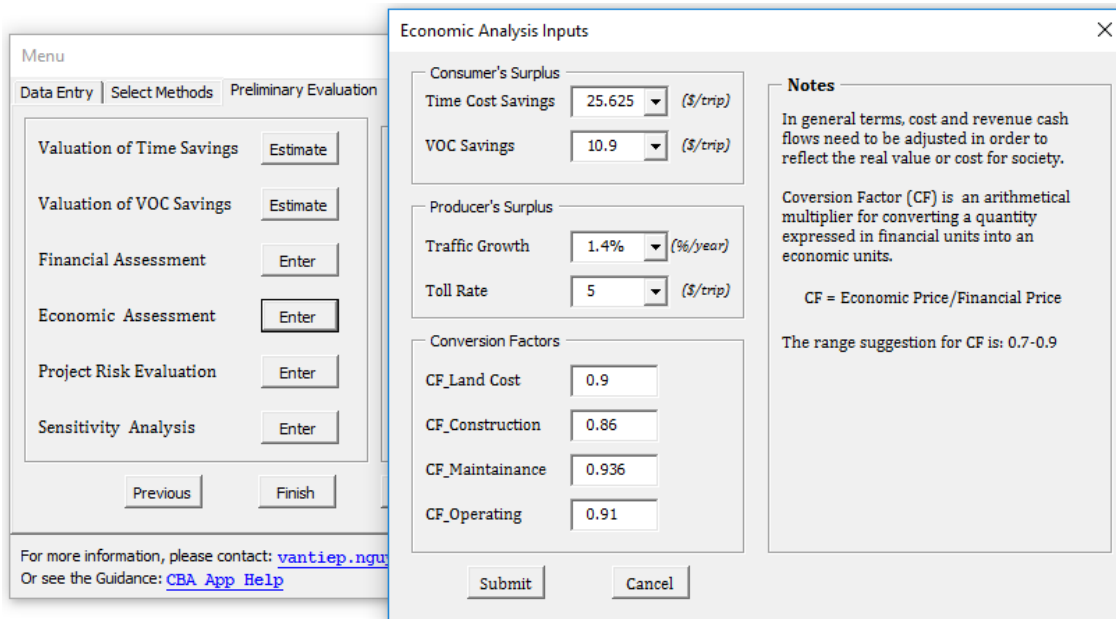 Menu
Data Entry
Select Methods
Preliminary Evaluation
Valuation of Time Savings
Estimate
Valuation of VOC Savings
Estimate
Financial Assessment
Enter
Economic Assessment
Enter
Project Risk Evaluation
Enter
Sensitivity Analysis
Enter
Previous
Finish
For more information, please contact: vantiep.ngu
Or see the Guidance: CBA App Help
Economic Analysis Inputs
Consumer's Surplus
Time Cost Savings 25.625 ($/trip)
VOC Savings 10.9 ($/trip)
Producer's Surplus
Traffic Growth 1.4% (%/year)
Toll Rate 5 ($/trip)
Conversion Factors
CF_Land Cost 0.9
CF_Construction 0.86
CF_Maintainance 0.936
CF_Operating 0.91
Submit
Cancel
Notes
In general terms, cost and revenue cash
flows need to be adjusted in order to
reflect the real value or cost for society.
Coversion Factor (CF) is an arithmetical
multiplier for converting a quantity
expressed in financial units into an
economic units.
CF = Economic Price/Financial Price
The range suggestion for CF is: 0.7-0.9